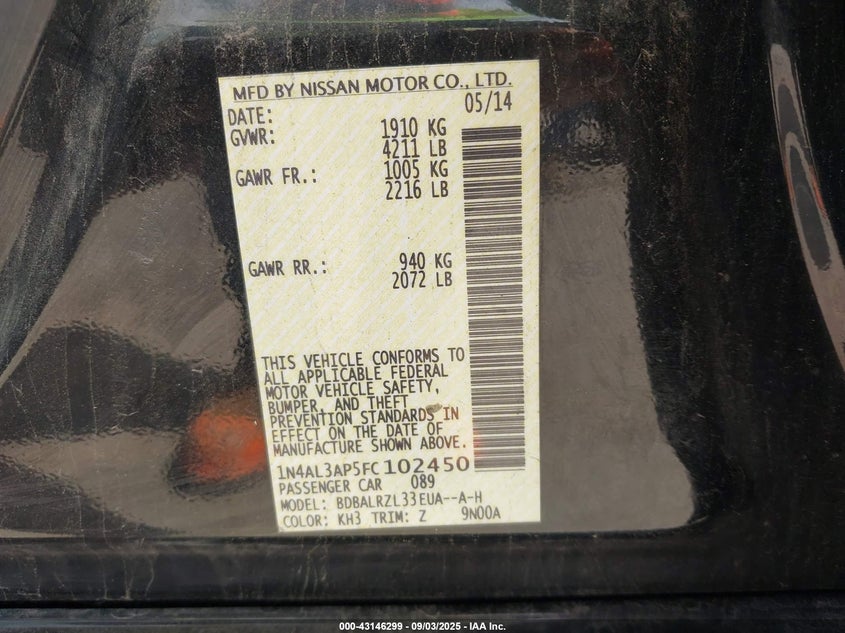 MFD BY NISSAN MOTOR CO., LTD.
DATE: 05/14
GVWR: 1910 KG
4211 LB
GAWR FR.: 1005 KG
2216 LB
GAWR RR.: 940 KG
2072 LB
THIS VEHICLE CONFORMS TO
ALL APPLICABLE FEDERAL
MOTOR VEHICLE SAFETY,
BUMPER, AND THEFT
PREVENTION STANDARDS IN
EFFECT ON THE DATE OF
MANUFACTURE SHOWN ABOVE.
1N4AL3AP5FC102450
PASSENGER CAR 089
MODEL: BDBALRZL33EUA--A-H
COLOR: KH3 TRIM: Z 9N00A
000-43146299 - 09/03/2025 - IAA Inc.